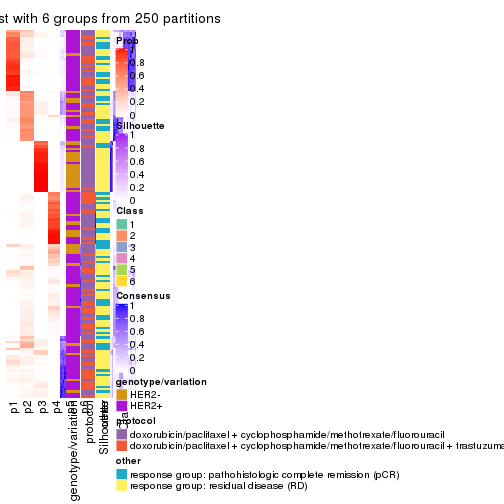 st with 6 groups from 250 partitions
Prob
1
0.8
0.6
0.4
0.2
0
Silhouette
1
0.8
0.6
0.4
0.2
0
Class
1
2
3
4
5
6
Consensus
1
0.8
0.6
0.4
0.2
0
genotype/variation
HER2-
HER2+
protocol
doxorubicin/paclitaxel + cyclophosphamide/methotrexate/fluorouracil
doxorubicin/paclitaxel + cyclophosphamide/methotrexate/fluorouracil + trastuzuma
other
response group: pathohistologic complete remission (pCR)
response group: residual disease (RD)
p1
p2
p3
p4
genotype/variation
protocol
Silhouette